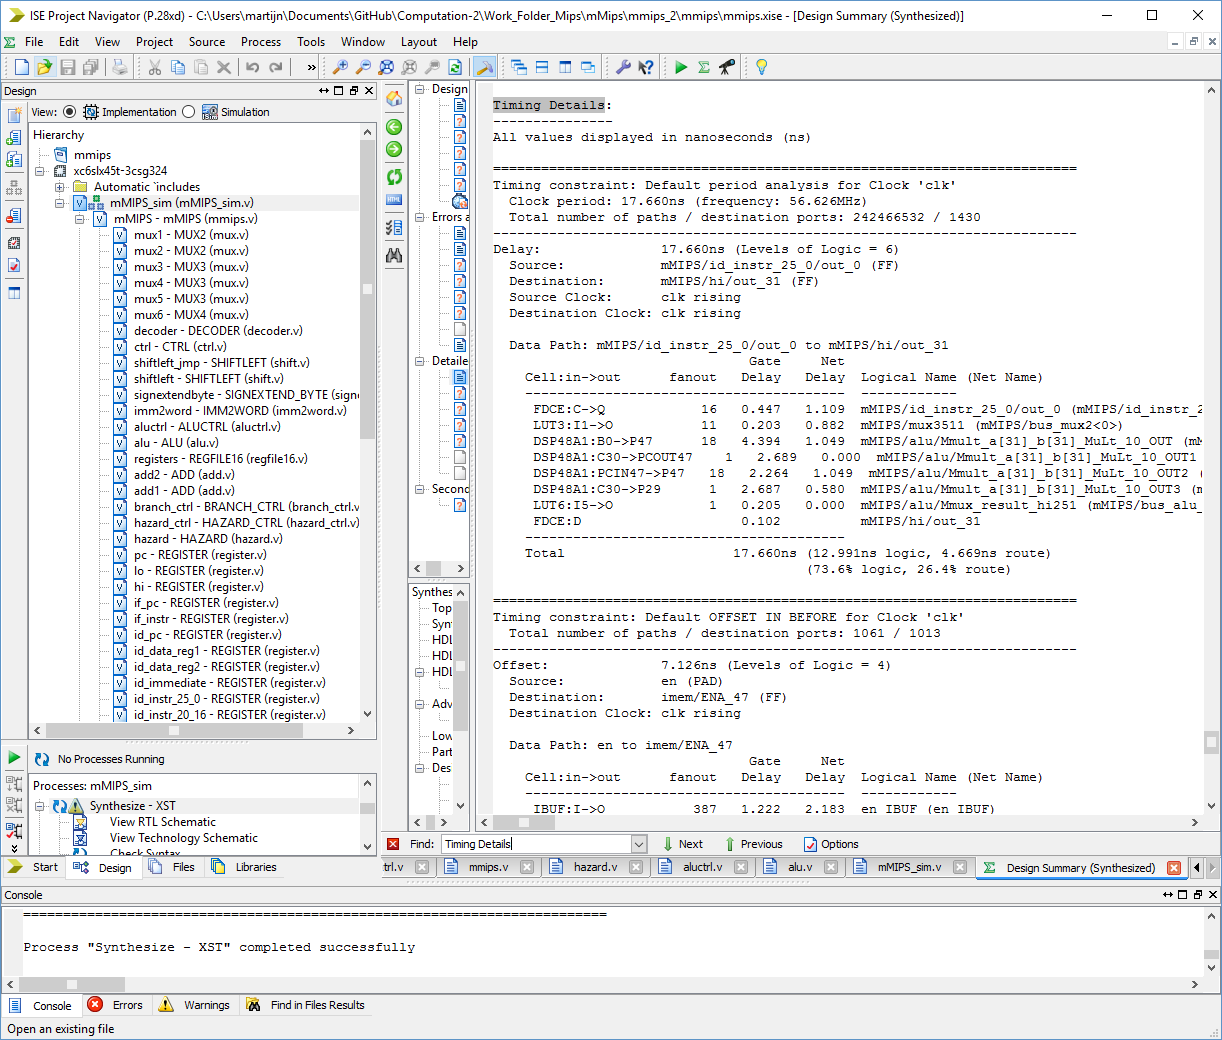 ISE Project Navigator (P.28xd) - C:\Users\martijn\Documents\GitHub\Computation-2\Work_Folder_Mips\mMips\mmips_2\mmips\mmips.xise - [Design Summary (Synthesized)]
File Edit View Project Source Process Tools Window Layout Help
Design
View: Implementation Simulation
Hierarchy
mmips
xc6slx45t-3csg324
Automatic `includes
mMIPS_sim (mMIPS_sim.v)
mMIPS - mMIPS (mmips.v)
mux1 - MUX2 (mux.v)
mux2 - MUX2 (mux.v)
mux3 - MUX3 (mux.v)
mux4 - MUX3 (mux.v)
mux5 - MUX3 (mux.v)
mux6 - MUX4 (mux.v)
decoder - DECODER (decoder.v)
ctrl - CTRL (ctrl.v)
shiftleft_jmp - SHIFTLEFT (shift.v)
shiftleft - SHIFTLEFT (shift.v)
signextendbyte - SIGNEXTEND_BYTE (signe
imm2word - IMM2WORD (imm2word.v)
aluctrl - ALUCTRL (aluctrl.v)
alu - ALU (alu.v)
registers - REGFILE16 (regfile16.v)
add2 - ADD (add.v)
add1 - ADD (add.v)
branch_ctrl - BRANCH_CTRL (branch_ctrl.v
hazard_ctrl - HAZARD_CTRL (hazard_ctrl.v)
hazard - HAZARD (hazard.v)
pc - REGISTER (register.v)
lo - REGISTER (register.v)
hi - REGISTER (register.v)
if_pc - REGISTER (register.v)
if_instr - REGISTER (register.v)
id_pc - REGISTER (register.v)
id_data_reg1 - REGISTER (register.v)
id_data_reg2 - REGISTER (register.v)
id_immediate - REGISTER (register.v)
id_instr_25_0 - REGISTER (register.v)
id_instr_20_16 - REGISTER (register.v)
No Processes Running
Processes: mMIPS_sim
Synthesize - XST
View RTL Schematic
View Technology Schematic
Check Syntax
Start Design Files Libraries
Design
Errors a
Detaile
Second
Synthes
Top
Synt
HDL
HDL
HDL
Adv
Low
Part
Des
Timing Details:
---------------
All values displayed in nanoseconds (ns)
=========================================================================
Timing constraint: Default period analysis for Clock 'clk'
Clock period: 17.660ns (frequency: 56.626MHz)
Total number of paths / destination ports: 242466532 / 1430
-------------------------------------------------------------------------
Delay: 17.660ns (Levels of Logic = 6)
Source: mMIPS/id_instr_25_0/out_0 (FF)
Destination: mMIPS/hi/out_31 (FF)
Source Clock: clk rising
Destination Clock: clk rising
Data Path: mMIPS/id_instr_25_0/out_0 to mMIPS/hi/out_31
Gate Net
Cell:in->out fanout Delay Delay Logical Name (Net Name)
---------------------------------------- ------------
FDCE:C->Q 16 0.447 1.109 mMIPS/id_instr_25_0/out_0 (mMIPS/id_instr_2
LUT3:I1->O 11 0.203 0.882 mMIPS/mux3511 (mMIPS/bus_mux2<0>)
DSP48A1:B0->P47 18 4.394 1.049 mMIPS/alu/Mmult_a[31]_b[31]_MuLt_10_OUT (mM
DSP48A1:C30->PCOUT47 1 2.689 0.000 mMIPS/alu/Mmult_a[31]_b[31]_MuLt_10_OUT1
DSP48A1:PCIN47->P47 18 2.264 1.049 mMIPS/alu/Mmult_a[31]_b[31]_MuLt_10_OUT2 (
DSP48A1:C30->P29 1 2.687 0.580 mMIPS/alu/Mmult_a[31]_b[31]_MuLt_10_OUT3 (m
LUT6:I5->O 1 0.205 0.000 mMIPS/alu/Mmux_result_hi251 (mMIPS/bus_alu_
FDCE:D 0.102 mMIPS/hi/out_31
----------------------------------------
Total 17.660ns (12.991ns logic, 4.669ns route)
(73.6% logic, 26.4% route)
=========================================================================
Timing constraint: Default OFFSET IN BEFORE for Clock 'clk'
Total number of paths / destination ports: 1061 / 1013
-------------------------------------------------------------------------
Offset: 7.126ns (Levels of Logic = 4)
Source: en (PAD)
Destination: imem/ENA_47 (FF)
Destination Clock: clk rising
Data Path: en to imem/ENA_47
Gate Net
Cell:in->out fanout Delay Delay Logical Name (Net Name)
---------------------------------------- ------------
IBUF:I->O 387 1.222 2.183 en IBUF (en IBUF)
Find: Timing Details Next Previous Options
trl.v mmips.v hazard.v aluctrl.v alu.v mMIPS_sim.v Design Summary (Synthesized)
Console
=========================================================================
Process "Synthesize - XST" completed successfully
Console Errors Warnings Find in Files Results
Open an existing file